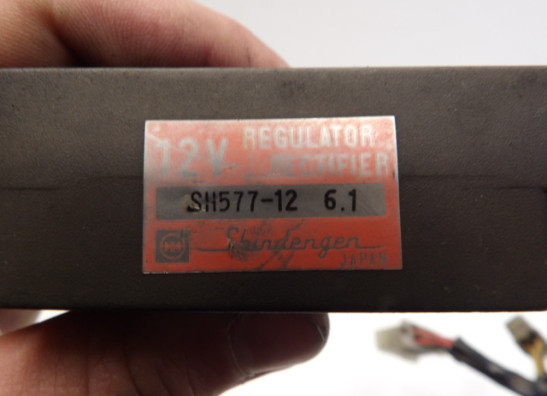 12V REGULATOR
RECTIFIER
SH577-12 6.1
Shindengen
JAPAN